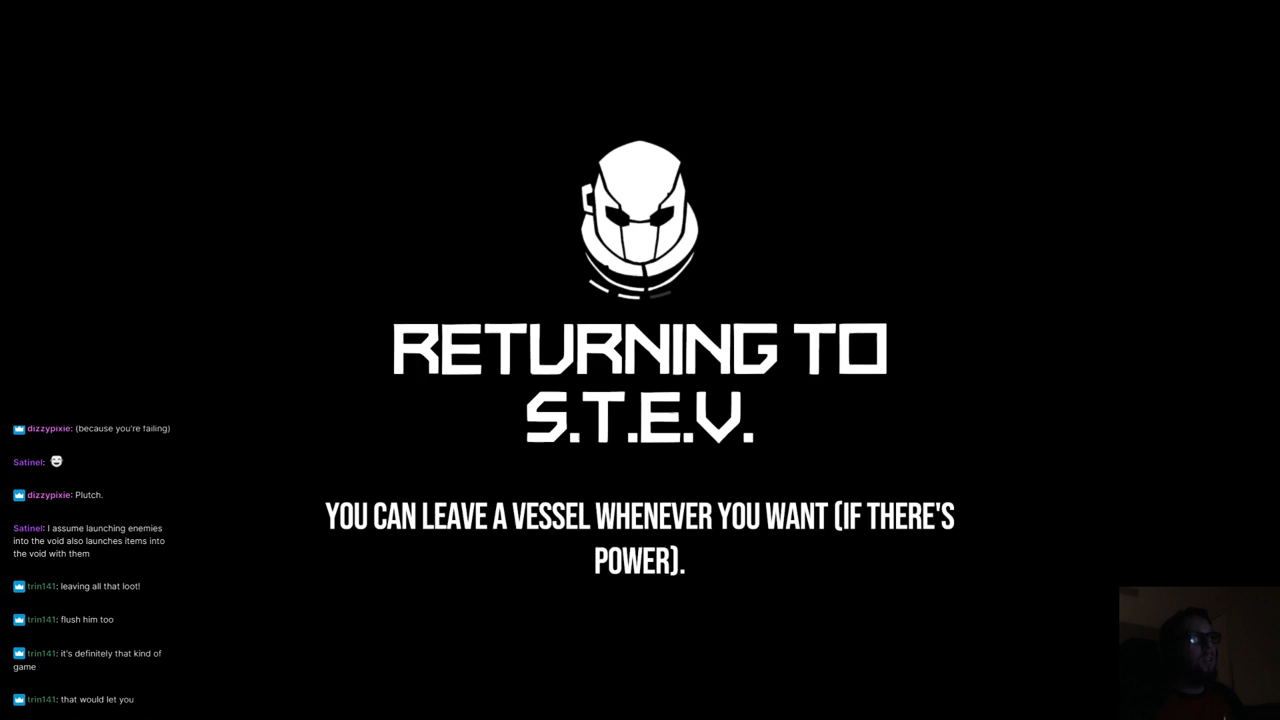 RETURNING TO
S.T.E.V.
YOU CAN LEAVE A VESSEL WHENEVER YOU WANT (IF THERE'S
POWER).
dizzypixie: (because you're failing)
Satinel:
dizzypixie: Plutch.
Satinel: I assume launching enemies
into the void also launches items into
the void with them
trin141: leaving all that loot!
trin141: flush him too
trin141: it's definitely that kind of
game
trin141: that would let you